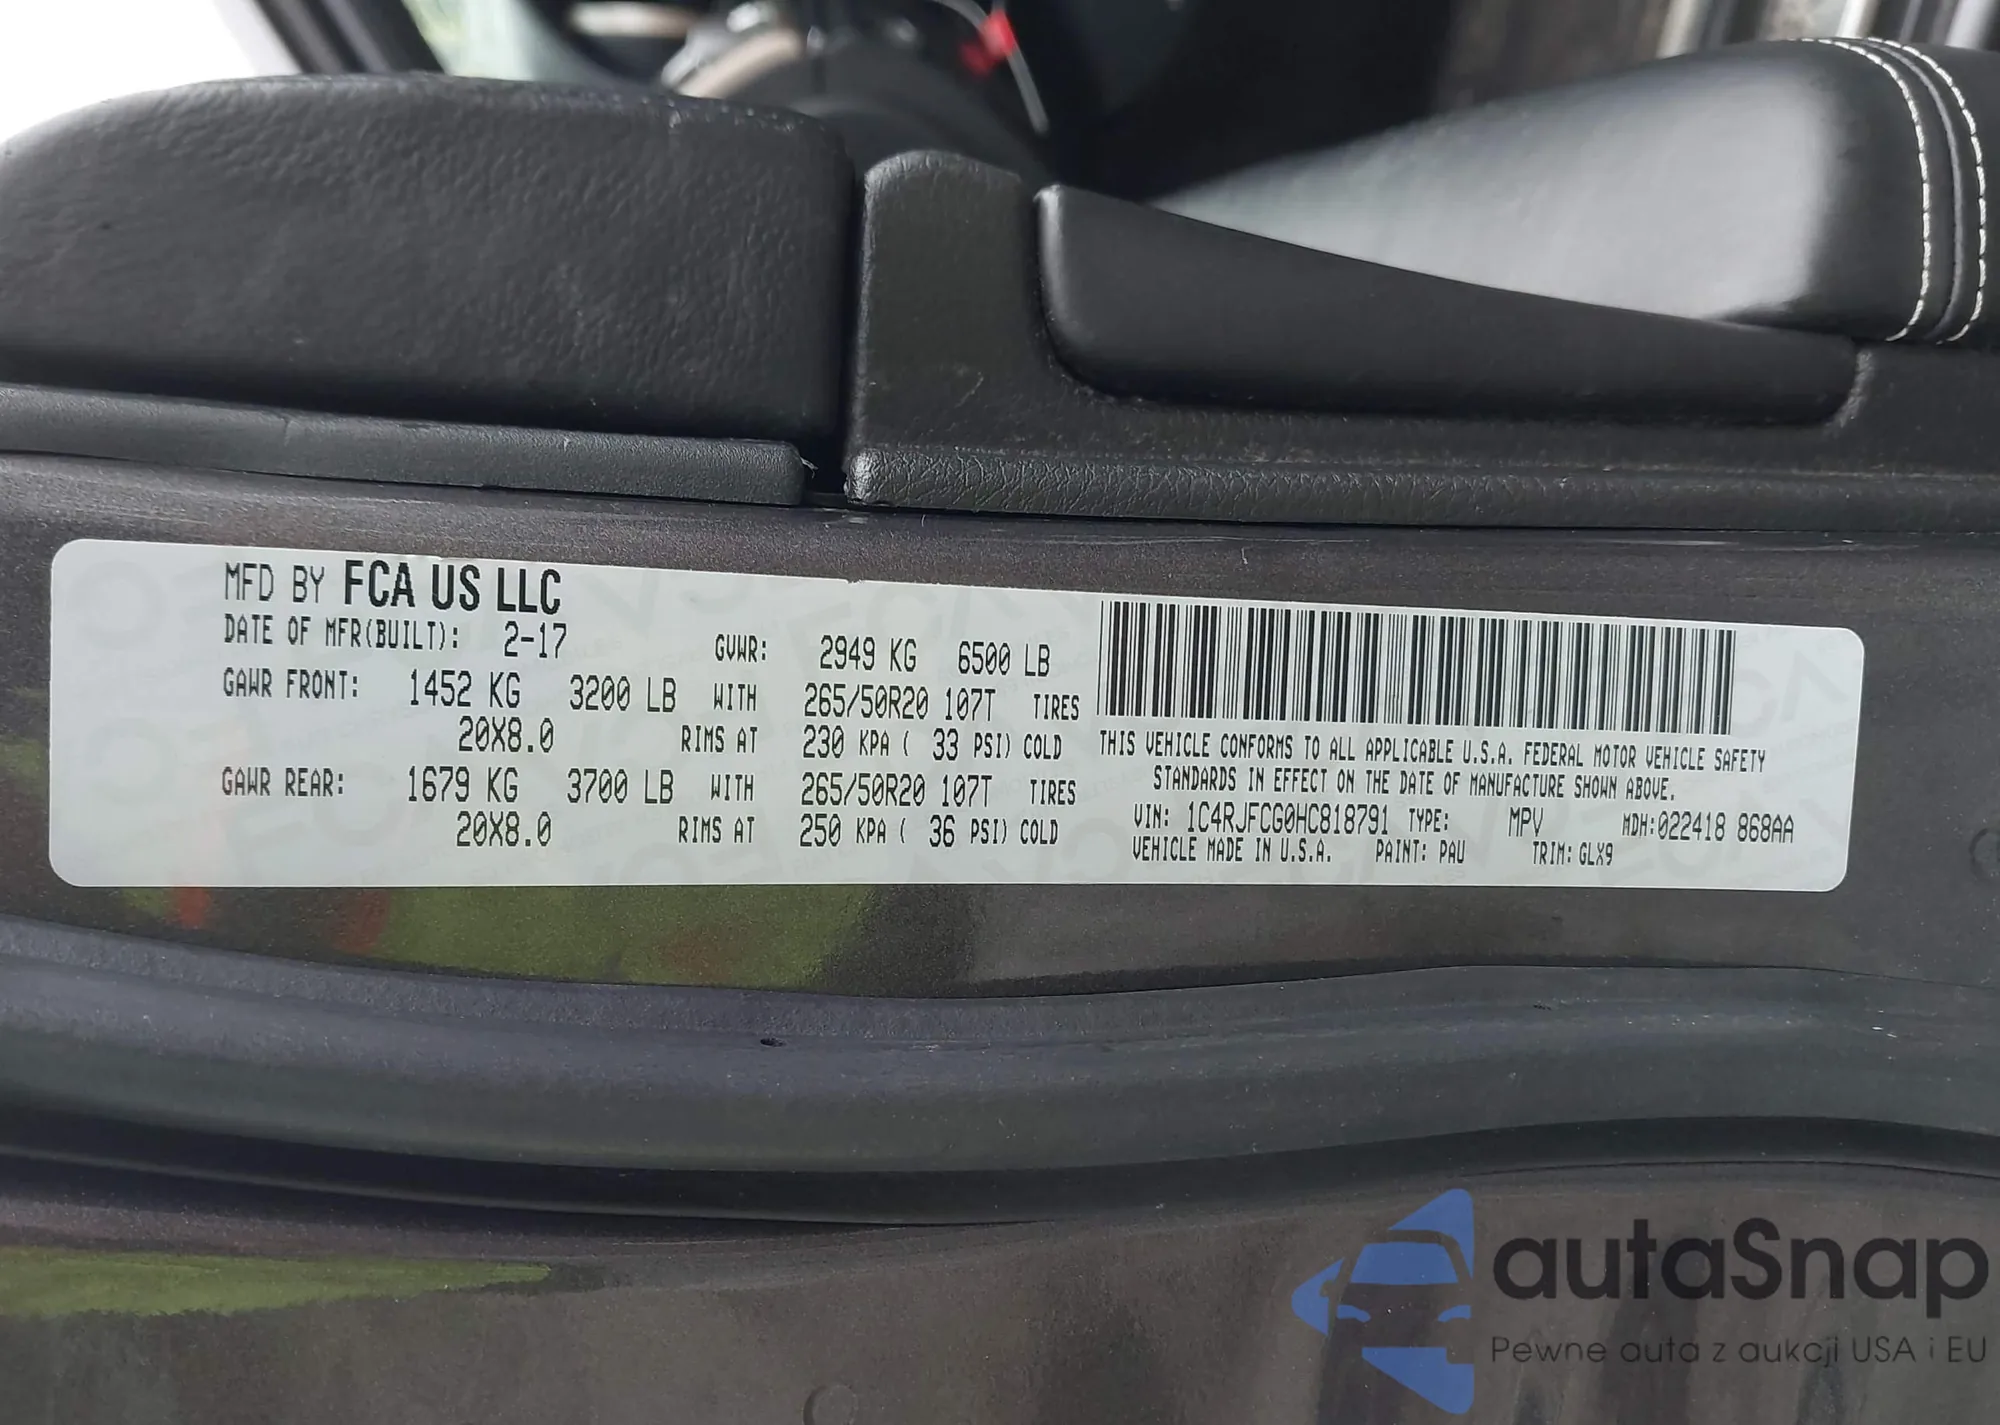 MFD BY FCA US LLC
DATE OF MFR(BUILT): 2-17 GVWR: 2949 KG 6500 LB
GAWR FRONT: 1452 KG 3200 LB WITH 265/50R20 107T TIRES
20X8.0 RIMS AT 230 KPA ( 33 PSI) COLD
GAWR REAR: 1679 KG 3700 LB WITH 265/50R20 107T TIRES
20X8.0 RIMS AT 250 KPA ( 36 PSI) COLD
THIS VEHICLE CONFORMS TO ALL APPLICABLE U.S.A. FEDERAL MOTOR VEHICLE SAFETY
STANDARDS IN EFFECT ON THE DATE OF MANUFACTURE SHOWN ABOVE.
VIN: 1C4RJFCG0HC818791 TYPE: MPV MDH:022418 868AA
VEHICLE MADE IN U.S.A. PAINT: PAU TRIM: GLX9
autaSnap
Pewne auta z aukcji USA i EU